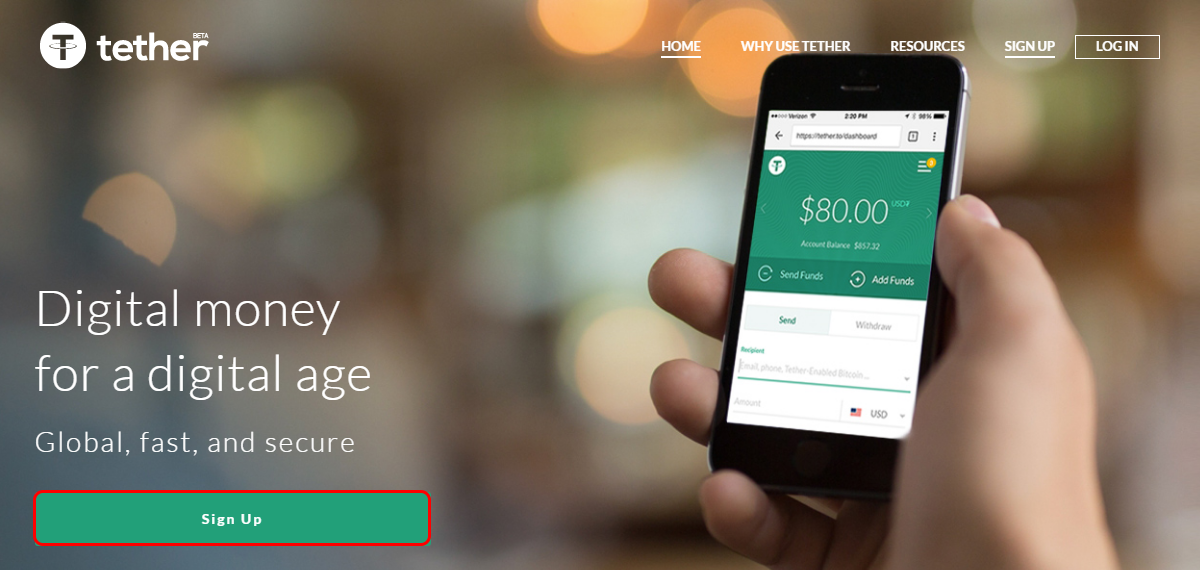 tether BETA
HOME WHY USE TETHER RESOURCES SIGN UP LOG IN
Verizon 2:20 PM 98%
https://tether.to/dashboard
3
$80.00 USD₮
Account Balance $857.32
Send Funds Add Funds
Send Withdraw
Recipient
Email, phone, Tether-Enabled Bitcoin ...
Amount USD
Digital money
for a digital age
Global, fast, and secure
Sign Up